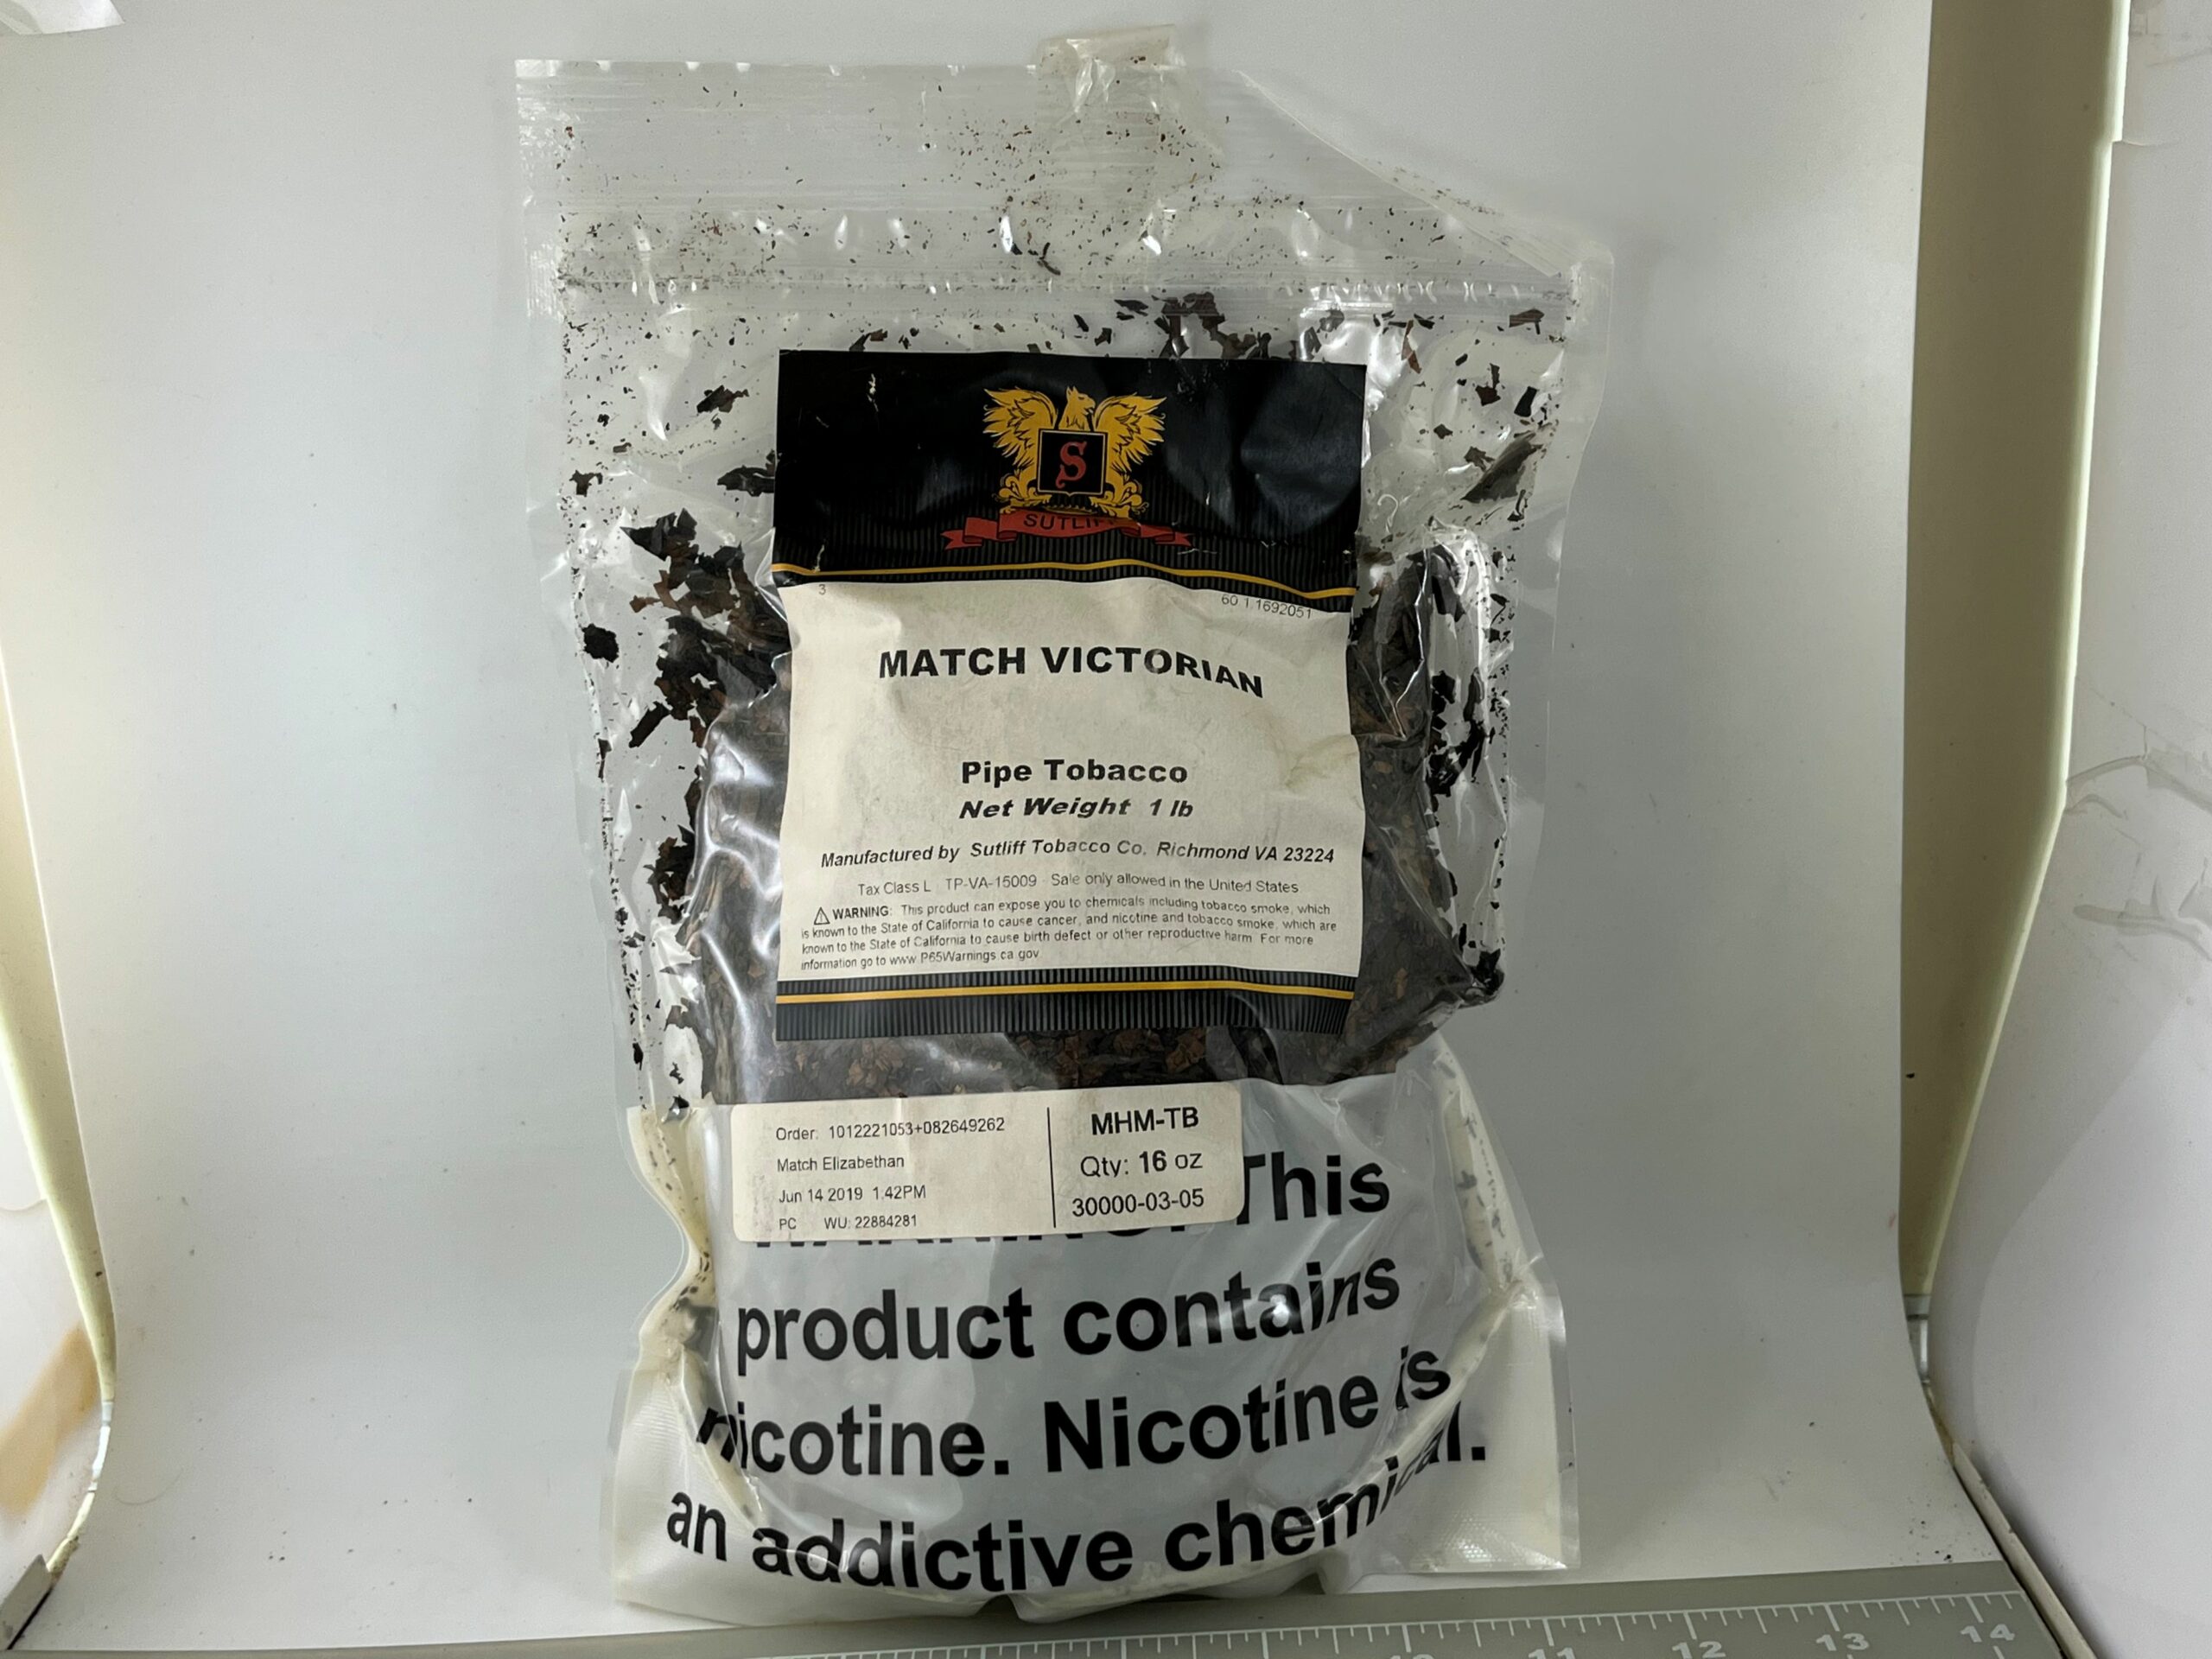 S
SUTLIFF
3
60 1 1692051
MATCH VICTORIAN
Pipe Tobacco
Net Weight 1 lb
Manufactured by Sutliff Tobacco Co. Richmond VA 23224
Tax Class L TP-VA-15009 Sale only allowed in the United States
WARNING: This product can expose you to chemicals including tobacco smoke, which
is known to the State of California to cause cancer, and nicotine and tobacco smoke, which are
known to the State of California to cause birth defect or other reproductive harm For more
information go to www P65Warnings ca gov
Order: 1012221053+082649262
Match Elizabethan
Jun 14 2019 1:42PM
PC WU: 22884281
MHM-TB
Qty: 16 oz
30000-03-05
WARNING: This
product contains
nicotine. Nicotine is
an addictive chemical.
11 12 13 14